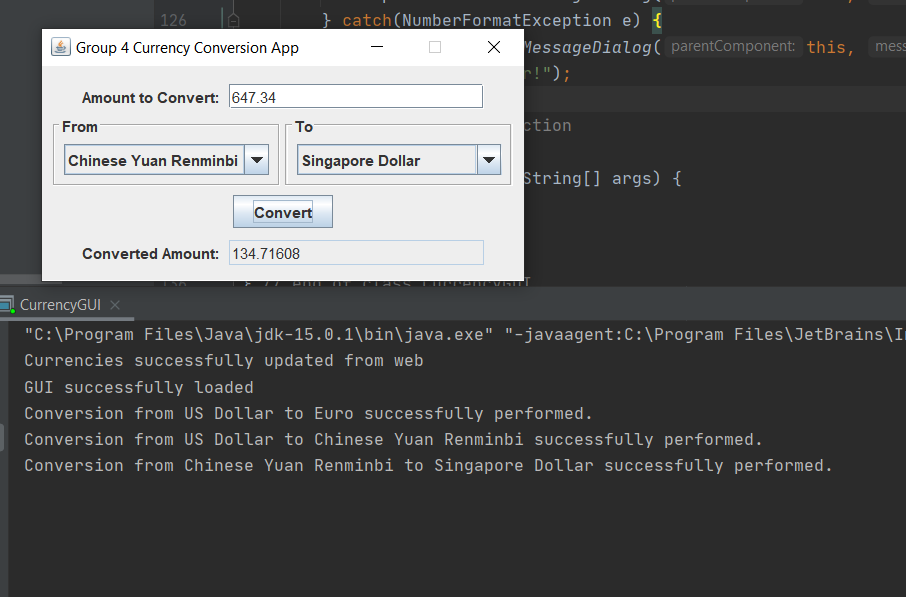 126 } catch(NumberFormatException e) {
Group 4 Currency Conversion App
MessageDialog( parentComponent: this,
!");
Amount to Convert: 647.34
From To
Chinese Yuan Renminbi Singapore Dollar
String[] args) {
Convert
Converted Amount: 134.71608
} // end of class CurrencyGUI
CurrencyGUI
"C:\Program Files\Java\jdk-15.0.1\bin\java.exe" "-javaagent:C:\Program Files\JetBrains\I
Currencies successfully updated from web
GUI successfully loaded
Conversion from US Dollar to Euro successfully performed.
Conversion from US Dollar to Chinese Yuan Renminbi successfully performed.
Conversion from Chinese Yuan Renminbi to Singapore Dollar successfully performed.